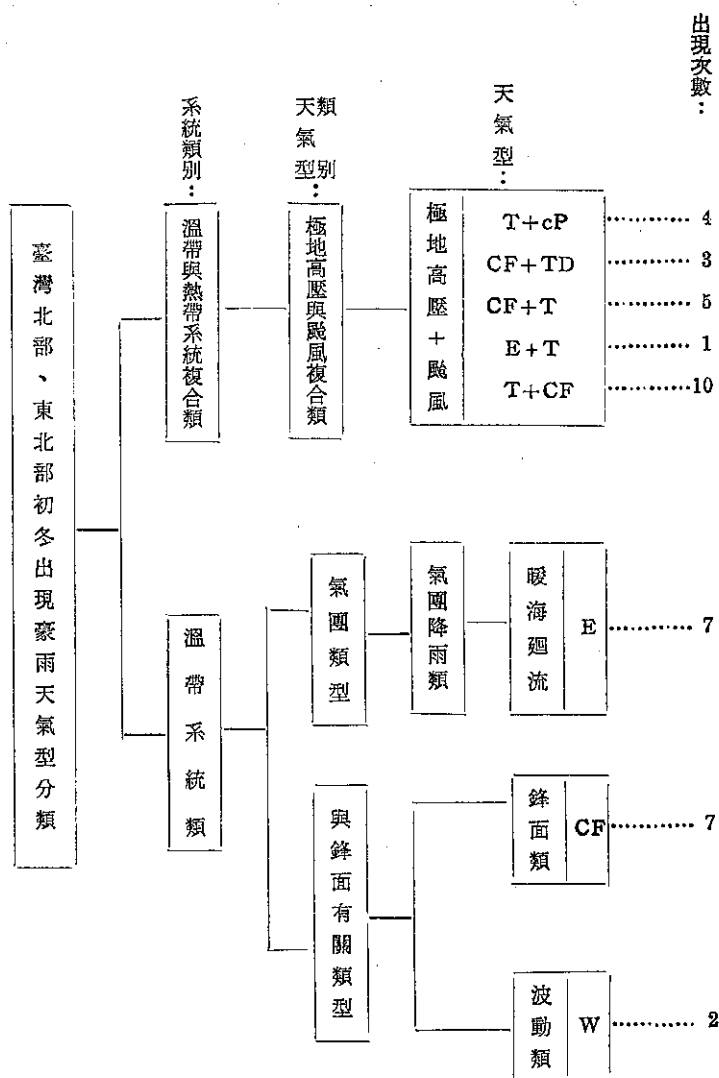 出現次數：
系統類別：
天氣型類別：
天氣型：
臺灣北部、東北部初冬出現豪雨天氣型分類
溫帶與熱帶系統複合類
極地高壓與颱風複合類
極地高壓＋颱風
T+cP ············ 4
CF+TD ············ 3
CF+T ············ 5
E+T ············ 1
T+CF ············ 10
溫帶系統類
氣團類型
氣團降雨類
暖海廻流
E ············ 7
與鋒面有關類型
鋒面類
CF ············ 7
波動類
W ············ 2